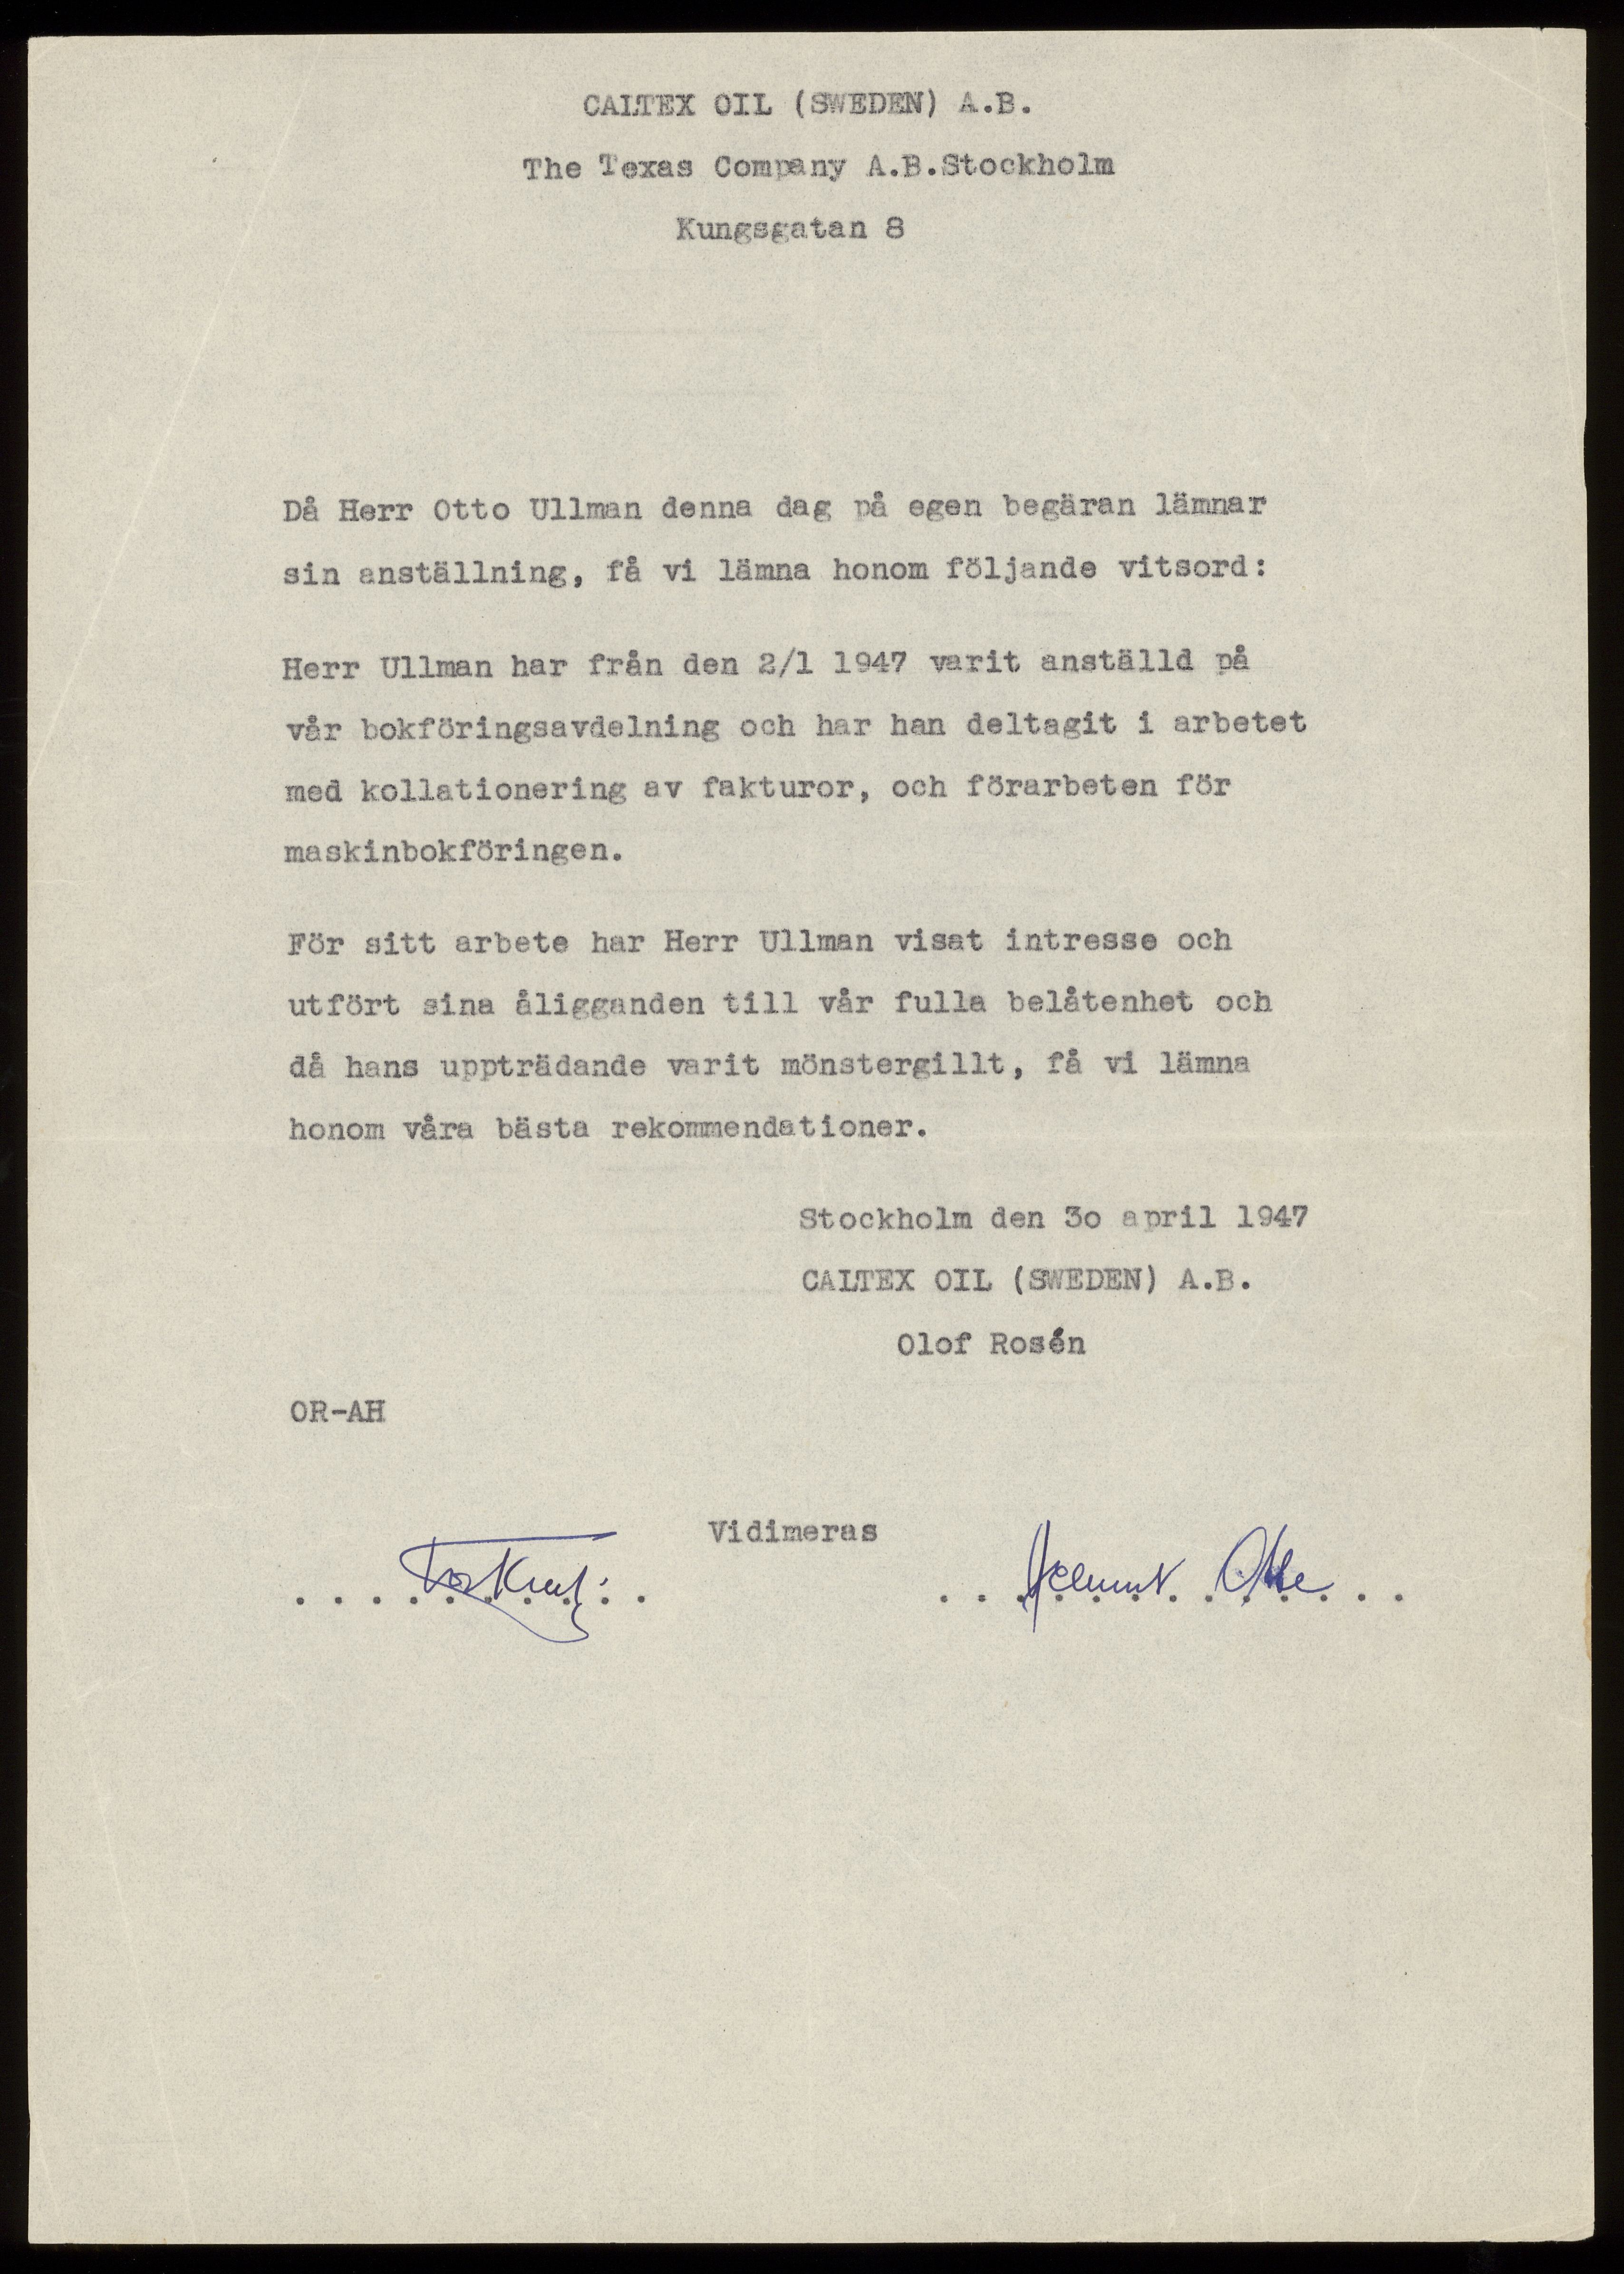 CALTEX OIL (SWEDEN) A.B.
The Texas Company A.B.Stockholm
Kungsgatan 8
Då Herr Otto Ullman denna dag på egen begäran lämnar
sin anställning, få vi lämna honom följande vitsord:
Herr Ullman har från den 2/1 1947 varit anställd på
vår bokföringsavdelning och har han deltagit i arbetet
med kollationering av fakturor, och förarbeten för
maskinbokföringen.
För sitt arbete har Herr Ullman visat intresse och
utfört sina åligganden till vår fulla belåtenhet och
då hans uppträdande varit mönstergillt, få vi lämna
honom våra bästa rekommendationer.
Stockholm den 3o april 1947
CALTEX OIL (SWEDEN) A.B.
Olof Rosén
OR-AH
Vidimeras
Helmut